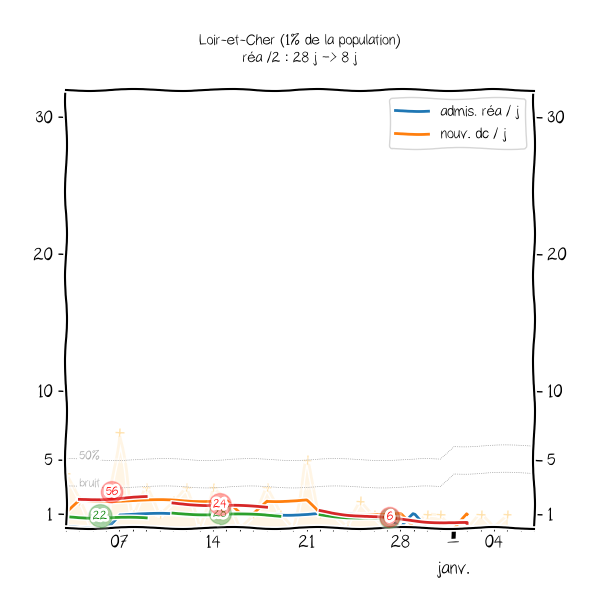 Loir-et-Cher (1% de la population)
réa /2 : 28 j -> 8 j
admis. réa / j
nouv. dc / j
30 30
20 20
10 10
50%
5 5
bruit
56
24
22
6
1 1
07 14 21 28 04
janv.